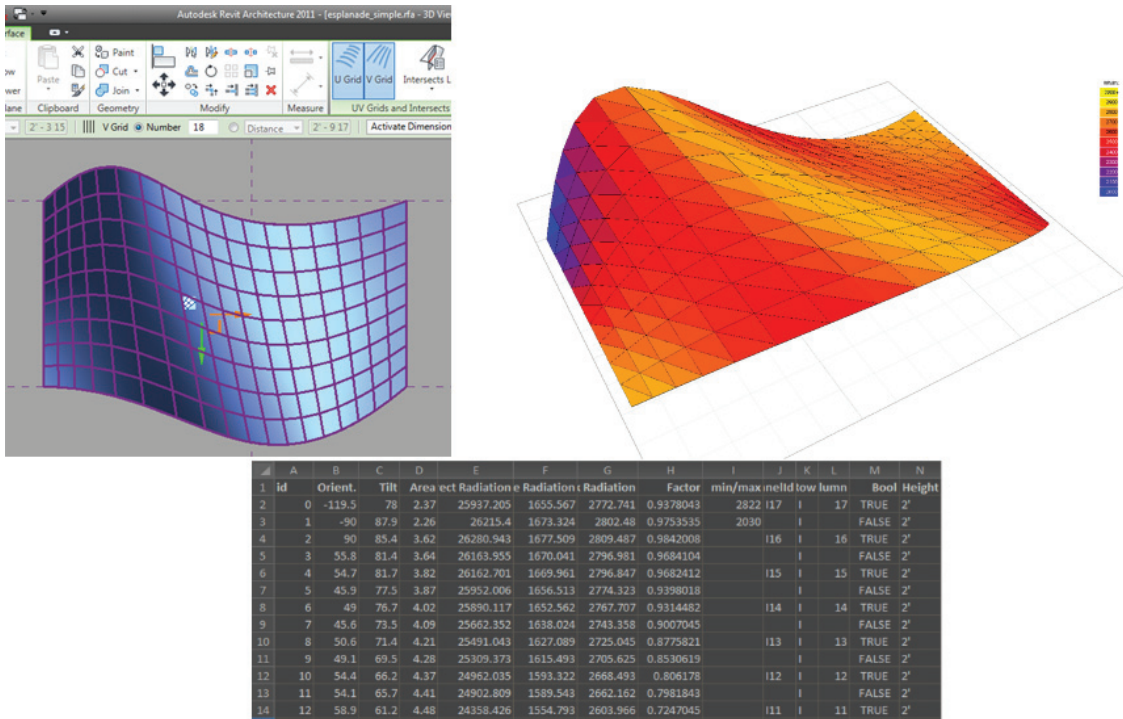 Autodesk Revit Architecture 2011 - [esplanade_simple.rfa - 3D Vie
rface
Paste
Paint
Cut
Join
U Grid V Grid Intersects L
Clipboard Geometry Modify Measure UV Grids and Intersects
2' - 3 15 V Grid Number 18 Distance 2' - 9 17 Activate Dimension
A B C D E F G H I J K L M N
1 id Orient. Tilt Area rect Radiation e Radiation Radiation Factor min/max nelId tow lumn Bool Height
2 0 -119.5 78 2.37 25937.205 1655.567 2772.741 0.9378043 2822 I17 I 17 TRUE 2'
3 1 -90 87.9 2.26 26215.4 1673.324 2802.48 0.9753535 2030 I FALSE 2'
4 2 90 85.4 3.62 26280.943 1677.509 2809.487 0.9842008 I16 I 16 TRUE 2'
5 3 55.8 81.4 3.64 26163.955 1670.041 2796.981 0.9684104 I FALSE 2'
6 4 54.7 81.7 3.82 26162.701 1669.961 2796.847 0.9682412 I15 I 15 TRUE 2'
7 5 45.9 77.5 3.87 25952.006 1656.513 2774.323 0.9398018 I FALSE 2'
8 6 49 76.7 4.02 25890.117 1652.562 2767.707 0.9314482 I14 I 14 TRUE 2'
9 7 45.6 73.5 4.09 25662.352 1638.024 2743.358 0.9007045 I FALSE 2'
10 8 50.6 71.4 4.21 25491.043 1627.089 2725.045 0.8775821 I13 I 13 TRUE 2'
11 9 49.1 69.5 4.28 25309.373 1615.493 2705.625 0.8530619 I FALSE 2'
12 10 54.4 66.2 4.37 24962.035 1593.322 2668.493 0.806178 I12 I 12 TRUE 2'
13 11 54.1 65.7 4.41 24902.809 1589.543 2662.162 0.7981843 I FALSE 2'
14 12 58.9 61.2 4.48 24358.426 1554.793 2603.966 0.7247045 I11 I 11 TRUE 2'